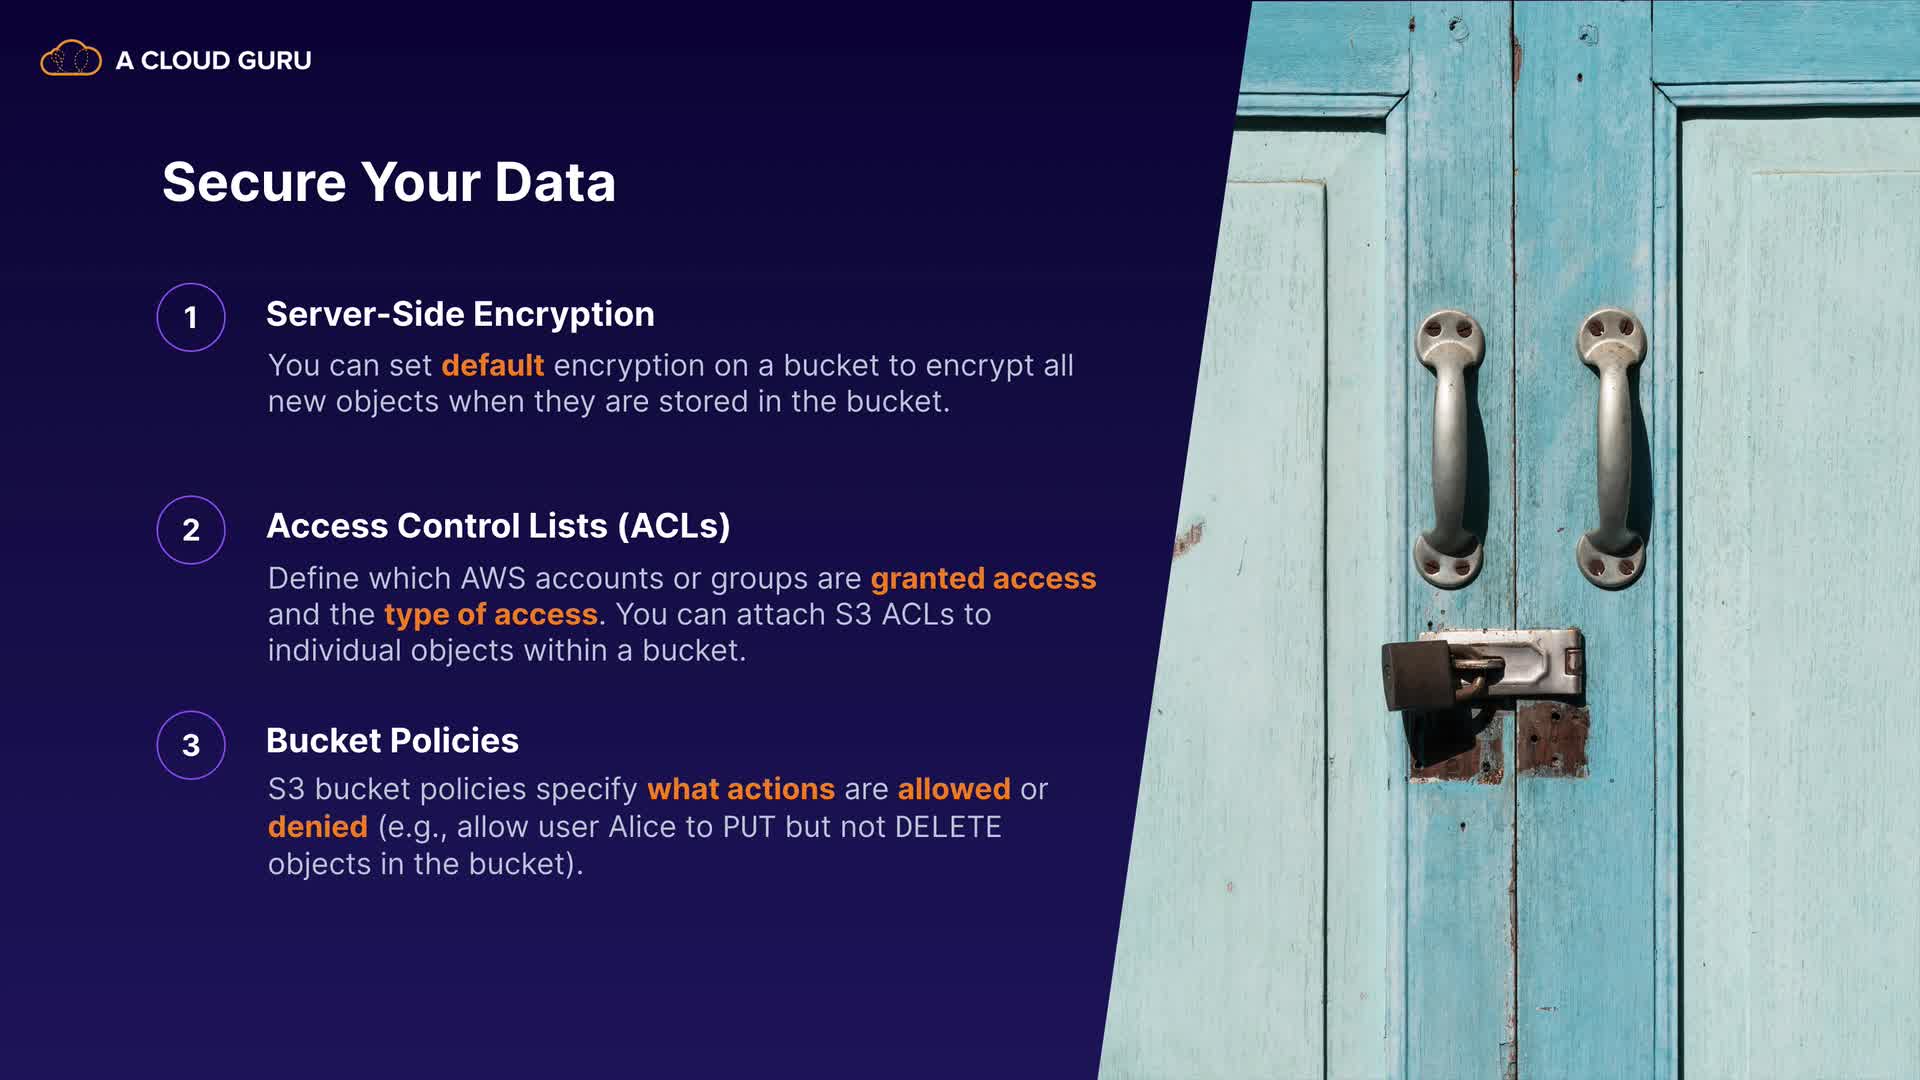 A CLOUD GURU
Secure Your Data
1
Server-Side Encryption
You can set default encryption on a bucket to encrypt all
new objects when they are stored in the bucket.
2
Access Control Lists (ACLs)
Define which AWS accounts or groups are granted access
and the type of access. You can attach S3 ACLs to
individual objects within a bucket.
3
Bucket Policies
S3 bucket policies specify what actions are allowed or
denied (e.g., allow user Alice to PUT but not DELETE
objects in the bucket).